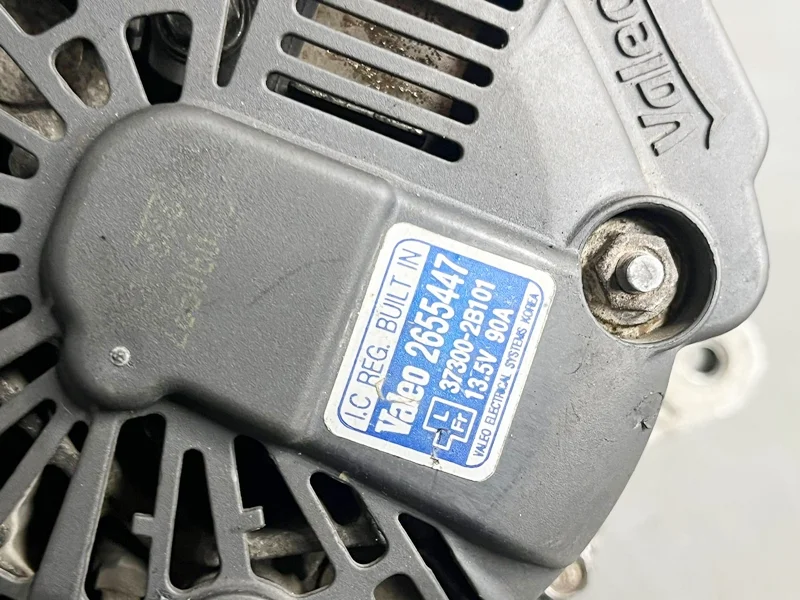 Valeo
I.C REG. BUILT IN
Valeo 2655447
L
Fr
37300-2B101
13.5V 90A
VALEO ELECTRICAL SYSTEMS KOREA